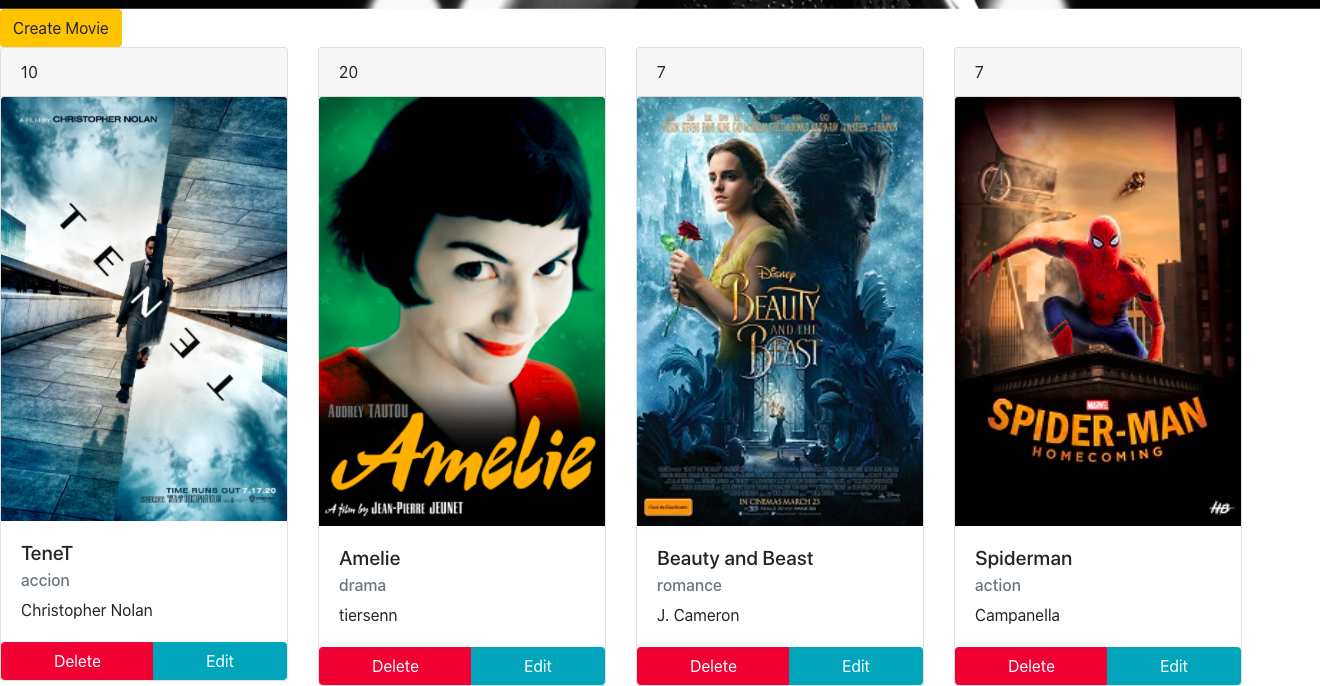 Create Movie
10
20
7
7
A FILM BY CHRISTOPHER NOLAN
T
E
N
E
T
TIME RUNS OUT 7.17.20
AUDREY TAUTOU
Amelie
A film by JEAN-PIERRE JEUNET
Disney
BEAUTY
AND THE
BEAST
IN CINEMAS MARCH 23
MARVEL
SPIDER-MAN
HOMECOMING
HB
TeneT
accion
Christopher Nolan
Delete Edit
Amelie
drama
tiersenn
Delete Edit
Beauty and Beast
romance
J. Cameron
Delete Edit
Spiderman
action
Campanella
Delete Edit